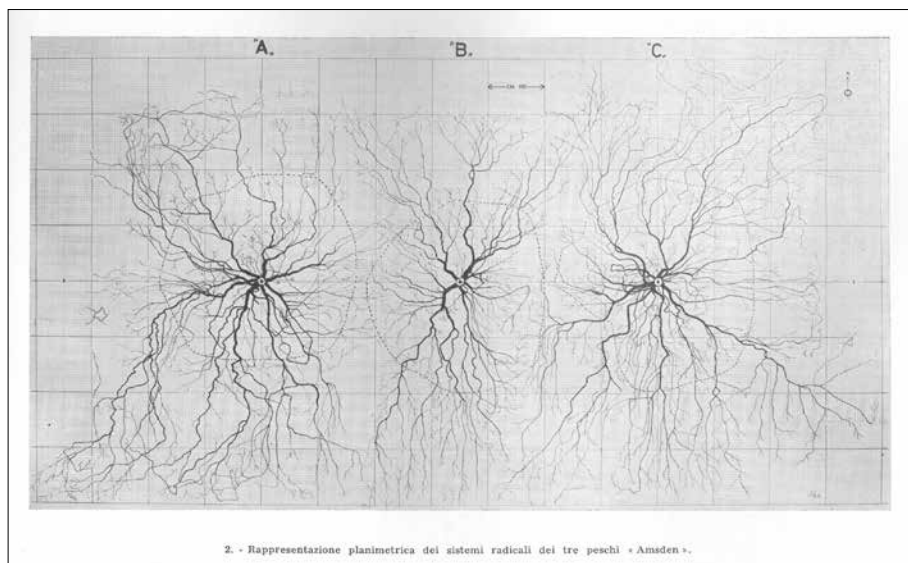 "A"
"B"
"C"
2. - Rappresentazione planimetrica dei sistemi radicali dei tre peschi « Amsden ».